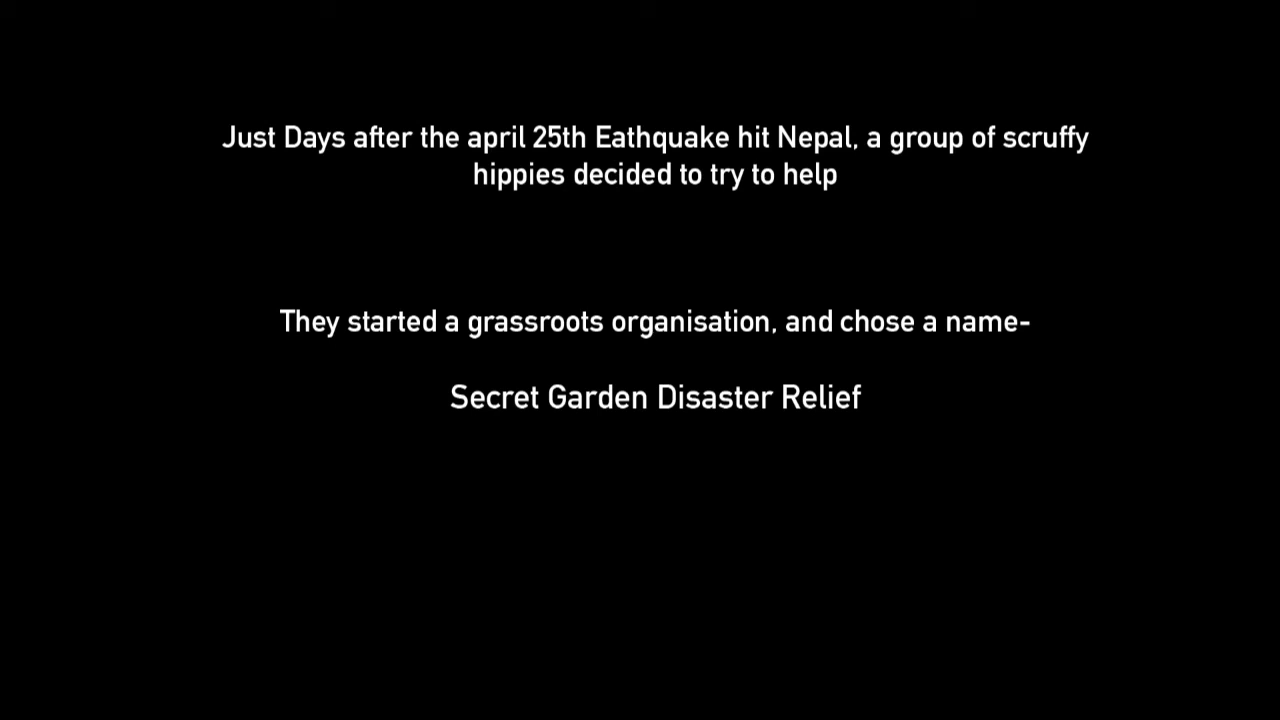 Just Days after the april 25th Eathquake hit Nepal, a group of scruffy
hippies decided to try to help
They started a grassroots organisation, and chose a name-
Secret Garden Disaster Relief